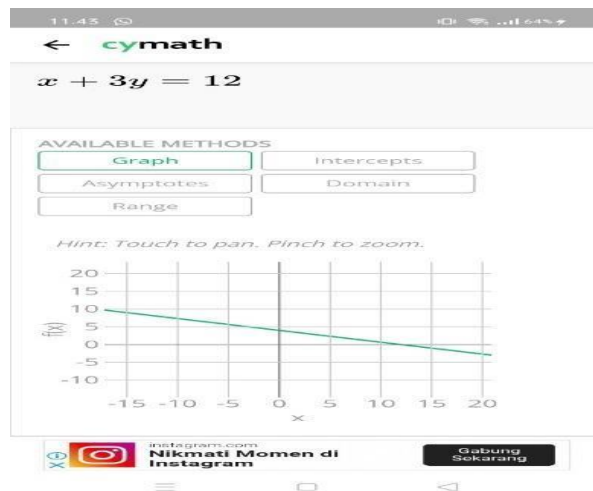 11.43
64%
← cymath
x + 3y = 12
AVAILABLE METHODS
Graph Intercepts
Asymptotes Domain
Range
Hint: Touch to pan. Pinch to zoom.
20
15
10
5
0
-5
-10
f(x)
-15 -10 -5 0 5 10 15 20
x
instagram.com
Nikmati Momen di
Instagram
Gabung
Sekarang